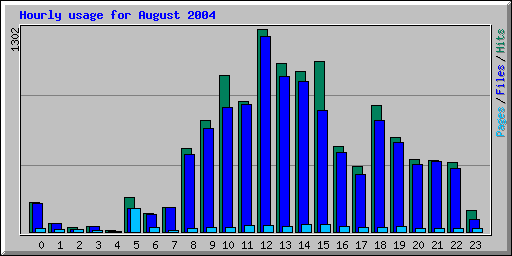 Hourly usage for August 2004
1302
Pages / Files / Hits
0 1 2 3 4 5 6 7 8 9 10 11 12 13 14 15 16 17 18 19 20 21 22 23